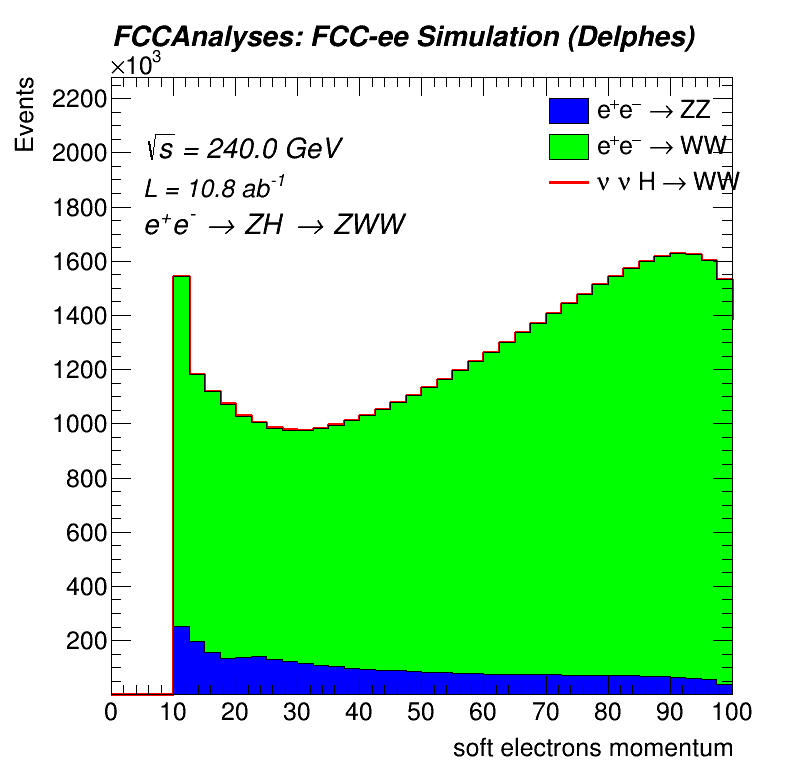 FCCAnalyses: FCC-ee Simulation (Delphes)
×10³
Events
2200
2000
1800
1600
1400
1200
1000
800
600
400
200
e⁺e⁻ → ZZ
e⁺e⁻ → WW
ν ν H → WW
√s = 240.0 GeV
L = 10.8 ab⁻¹
e⁺e⁻ → ZH → ZWW
0 10 20 30 40 50 60 70 80 90 100
soft electrons momentum